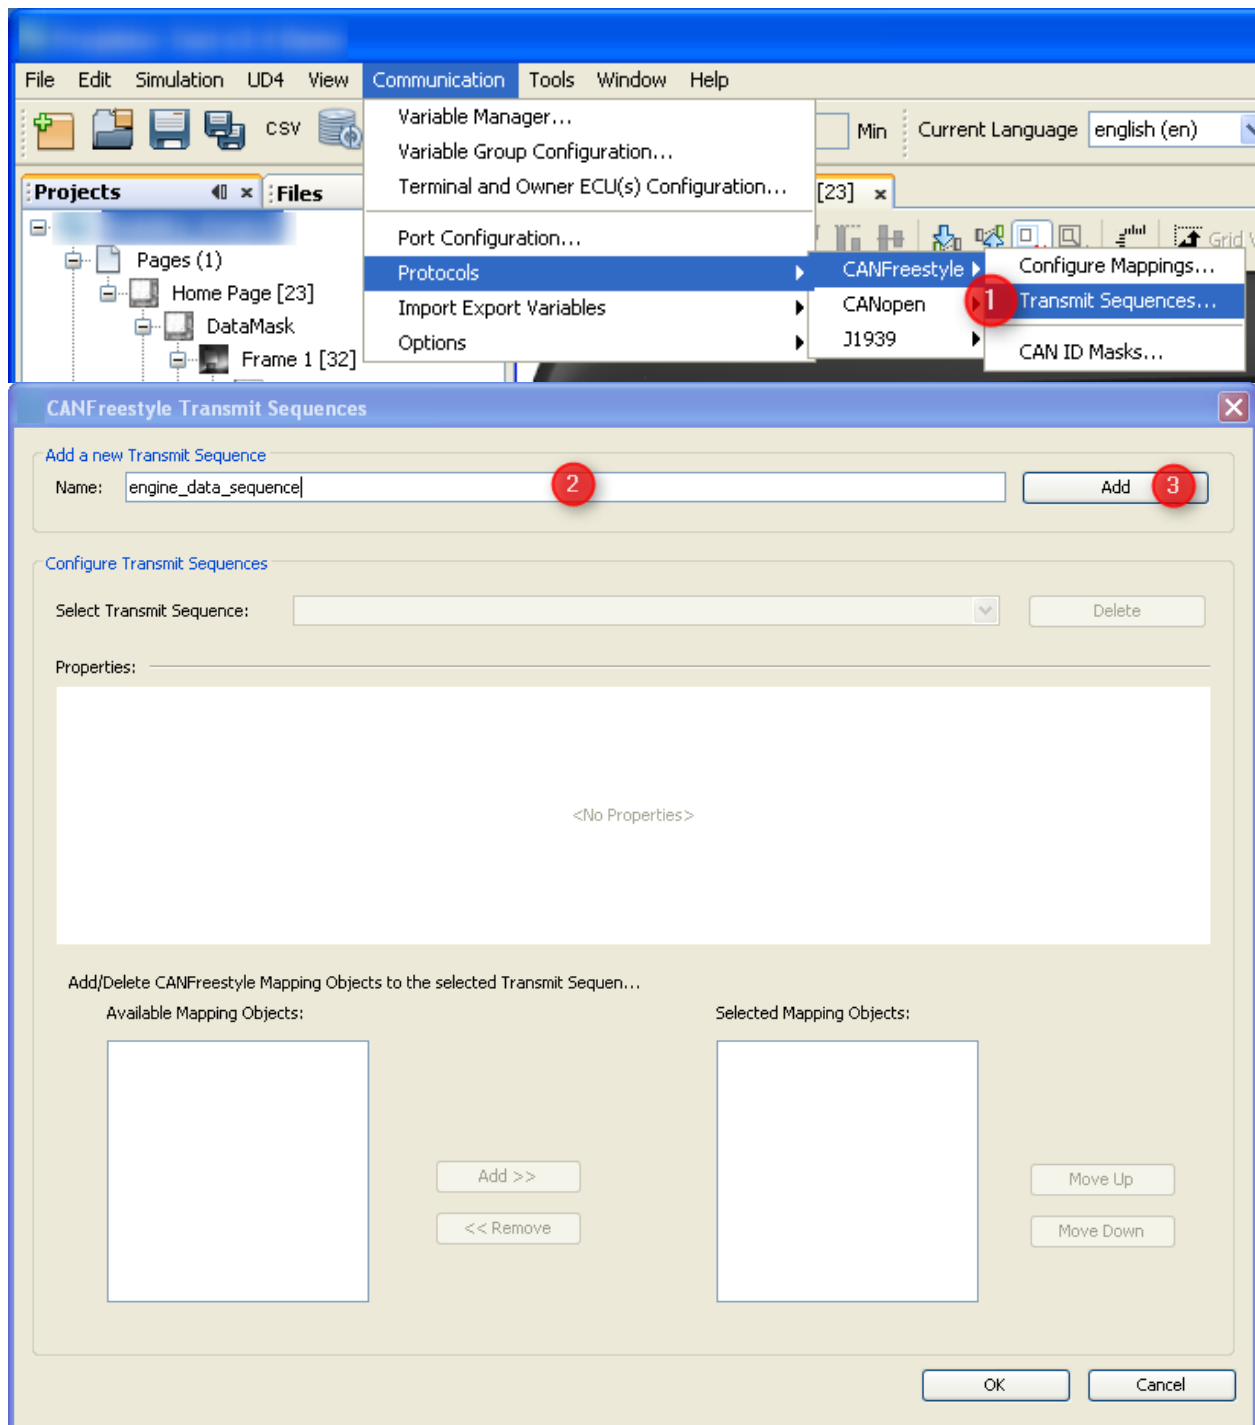 File Edit Simulation UD4 View Communication Tools Window Help
CSV Min Current Language english (en)
Variable Manager...
Variable Group Configuration...
Terminal and Owner ECU(s) Configuration...
Port Configuration...
Protocols
Import Export Variables
Options
Projects Files [23]
Pages (1)
Home Page [23]
DataMask
Frame 1 [32]
Grid
CANFreestyle
CANopen
J1939
Configure Mappings...
1 Transmit Sequences...
CAN ID Masks...
CANFreestyle Transmit Sequences
Add a new Transmit Sequence
Name: engine_data_sequence 2 Add 3
Configure Transmit Sequences
Select Transmit Sequence: Delete
Properties:
<No Properties>
Add/Delete CANFreestyle Mapping Objects to the selected Transmit Sequen...
Available Mapping Objects: Selected Mapping Objects:
Add >> Move Up
<< Remove Move Down
OK Cancel